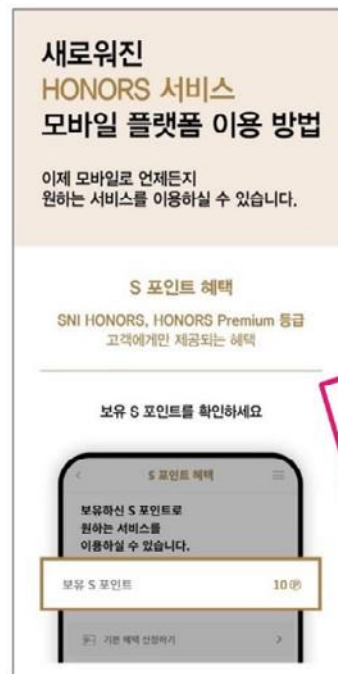 새로워진
HONORS 서비스
모바일 플랫폼 이용 방법
이제 모바일로 언제든지
원하는 서비스를 이용하실 수 있습니다.
S 포인트 혜택
SNI HONORS, HONORS Premium 등급
고객에게만 제공되는 혜택
보유 S 포인트를 확인하세요
S 포인트 혜택
보유하신 S 포인트로
원하는 서비스를
이용하실 수 있습니다.
보유 S 포인트 10 Ⓟ
기본 혜택 신청하기